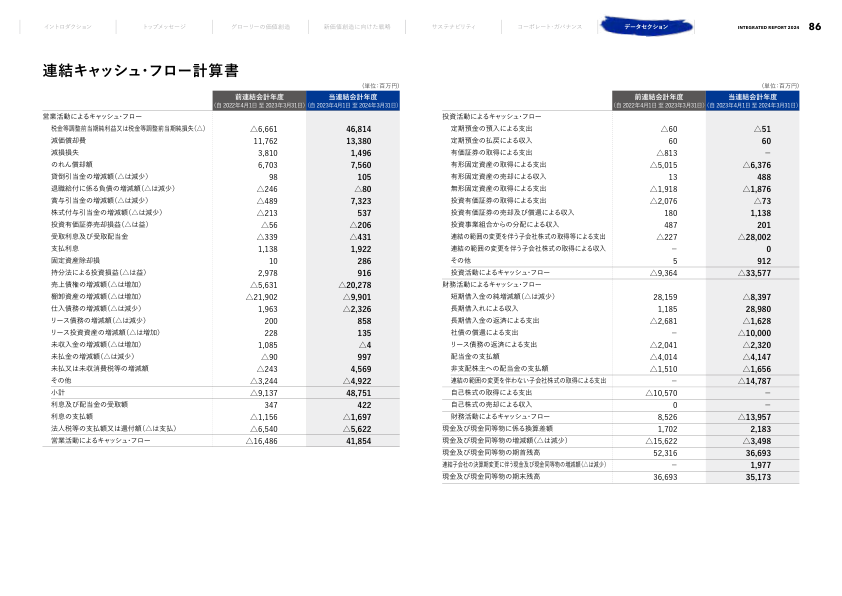 イントロダクション トップメッセージ グローリーの価値創造 新価値創造に向けた戦略 サステナビリティ コーポレート・ガバナンス データセクション INTEGRATED REPORT 2024 86
連結キャッシュ・フロー計算書
（単位：百万円）
前連結会計年度 当連結会計年度
（自 2022年4月1日 至 2023年3月31日） （自 2023年4月1日 至 2024年3月31日）
営業活動によるキャッシュ・フロー
税金等調整前当期純利益又は税金等調整前当期純損失（△） △6,661 46,814
減価償却費 11,762 13,380
減損損失 3,810 1,496
のれん償却額 6,703 7,560
貸倒引当金の増減額（△は減少） 98 105
退職給付に係る負債の増減額（△は減少） △246 △80
賞与引当金の増減額（△は減少） △489 7,323
株式付与引当金の増減額（△は減少） △213 537
投資有価証券売却損益（△は益） △56 △206
受取利息及び受取配当金 △339 △431
支払利息 1,138 1,922
固定資産除却損 10 286
持分法による投資損益（△は益） 2,978 916
売上債権の増減額（△は増加） △5,631 △20,278
棚卸資産の増減額（△は増加） △21,902 △9,901
仕入債務の増減額（△は減少） 1,963 △2,326
リース債務の増減額（△は減少） 200 858
リース投資資産の増減額（△は増加） 228 135
未収入金の増減額（△は増加） 1,085 △4
未払金の増減額（△は減少） △90 997
未払又は未収消費税等の増減額 △243 4,569
その他 △3,244 △4,922
小計 △9,137 48,751
利息及び配当金の受取額 347 422
利息の支払額 △1,156 △1,697
法人税等の支払額又は還付額（△は支払） △6,540 △5,622
営業活動によるキャッシュ・フロー △16,486 41,854
（単位：百万円）
前連結会計年度 当連結会計年度
（自 2022年4月1日 至 2023年3月31日） （自 2023年4月1日 至 2024年3月31日）
投資活動によるキャッシュ・フロー
定期預金の預入による支出 △60 △51
定期預金の払戻による収入 60 60
有価証券の取得による支出 △813 −
有形固定資産の取得による支出 △5,015 △6,376
有形固定資産の売却による収入 13 488
無形固定資産の取得による支出 △1,918 △1,876
投資有価証券の取得による支出 △2,076 △73
投資有価証券の売却及び償還による収入 180 1,138
投資事業組合からの分配による収入 487 201
連結の範囲の変更を伴う子会社株式の取得等による支出 △227 △28,002
連結の範囲の変更を伴う子会社株式の取得による収入 − 0
その他 5 912
投資活動によるキャッシュ・フロー △9,364 △33,577
財務活動によるキャッシュ・フロー
短期借入金の純増減額（△は減少） 28,159 △8,397
長期借入れによる収入 1,185 28,980
長期借入金の返済による支出 △2,681 △1,628
社債の償還による支出 − △10,000
リース債務の返済による支出 △2,041 △2,320
配当金の支払額 △4,014 △4,147
非支配株主への配当金の支払額 △1,510 △1,656
連結の範囲の変更を伴わない子会社株式の取得による支出 − △14,787
自己株式の取得による支出 △10,570 −
自己株式の売却による収入 0 −
財務活動によるキャッシュ・フロー 8,526 △13,957
現金及び現金同等物に係る換算差額 1,702 2,183
現金及び現金同等物の増減額（△は減少） △15,622 △3,498
現金及び現金同等物の期首残高 52,316 36,693
連結子会社の決算期変更に伴う現金及び現金同等物の増減額（△は減少） − 1,977
現金及び現金同等物の期末残高 36,693 35,173